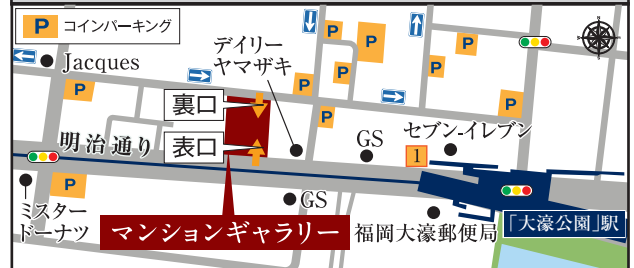 P コインパーキング
P
P
P
P
P
P
P
P
P
P
Jacques
デイリー
ヤマザキ
裏口
表口
明治通り
GS
セブン-イレブン
1
ミスター
ドーナツ
GS
マンションギャラリー
福岡大濠郵便局
「大濠公園」駅